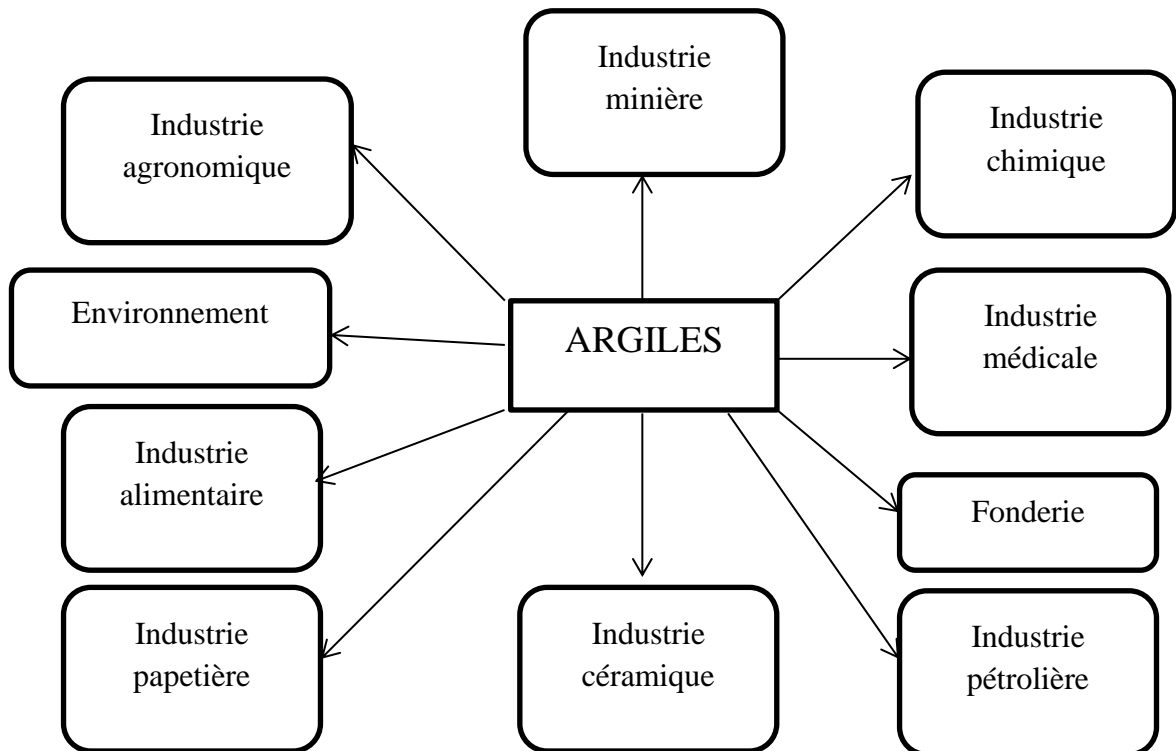 Industrie
minière
Industrie
agronomique
Industrie
chimique
Environnement
ARGILES
Industrie
médicale
Industrie
alimentaire
Fonderie
Industrie
papetière
Industrie
céramique
Industrie
pétrolière